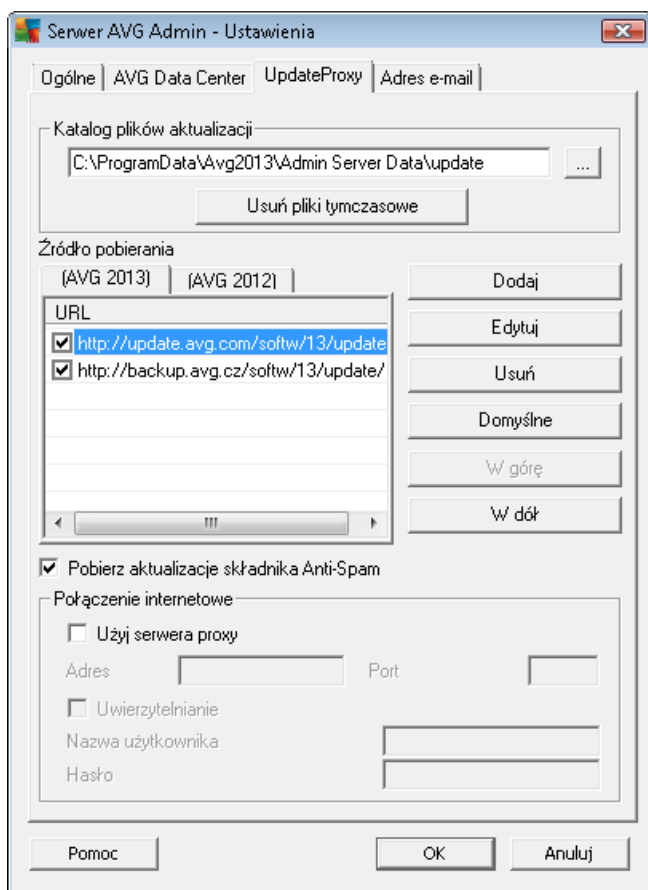 Serwer AVG Admin - Ustawienia
Ogólne
AVG Data Center
UpdateProxy
Adres e-mail
Katalog plików aktualizacji
C:\ProgramData\Avg2013\Admin Server Data\update
...
Usuń pliki tymczasowe
Źródło pobierania
(AVG 2013)
(AVG 2012)
URL
http://update.avg.com/softw/13/update
http://backup.avg.cz/softw/13/update/
Dodaj
Edytuj
Usuń
Domyślne
W górę
W dół
Pobierz aktualizacje składnika Anti-Spam
Połączenie internetowe
Użyj serwera proxy
Adres
Port
Uwierzytelnianie
Nazwa użytkownika
Hasło
Pomoc
OK
Anuluj